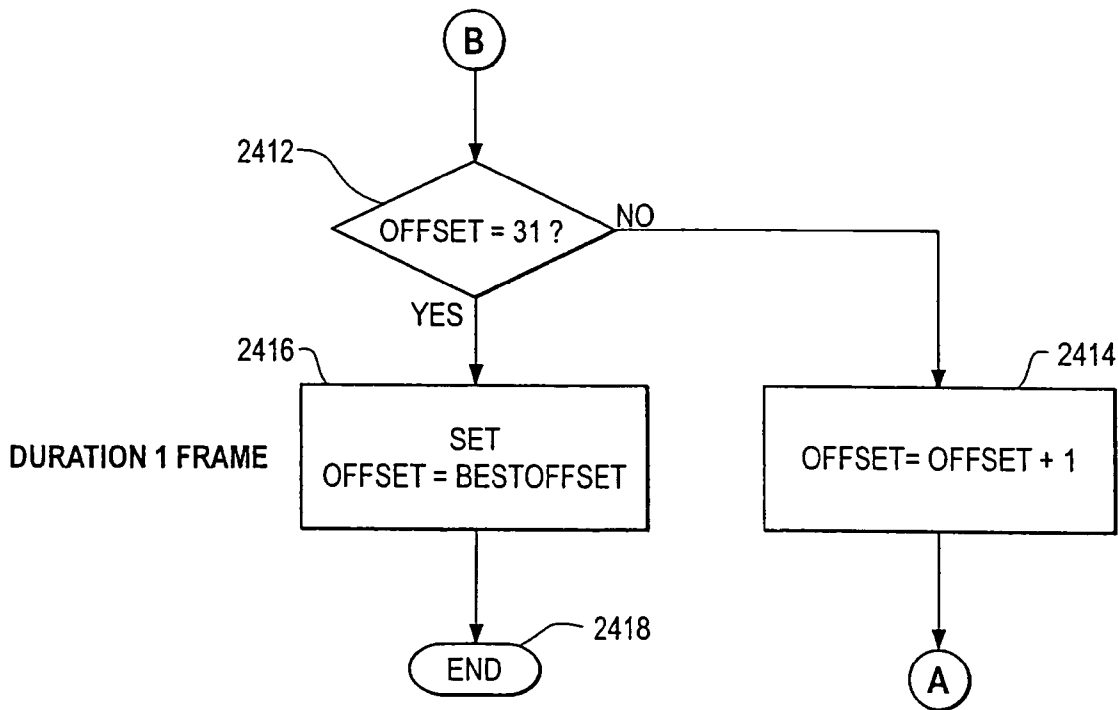 B
2412
OFFSET = 31 ?
NO
YES
2416
2414
DURATION 1 FRAME
SET
OFFSET = BESTOFFSET
OFFSET= OFFSET + 1
2418
END
A